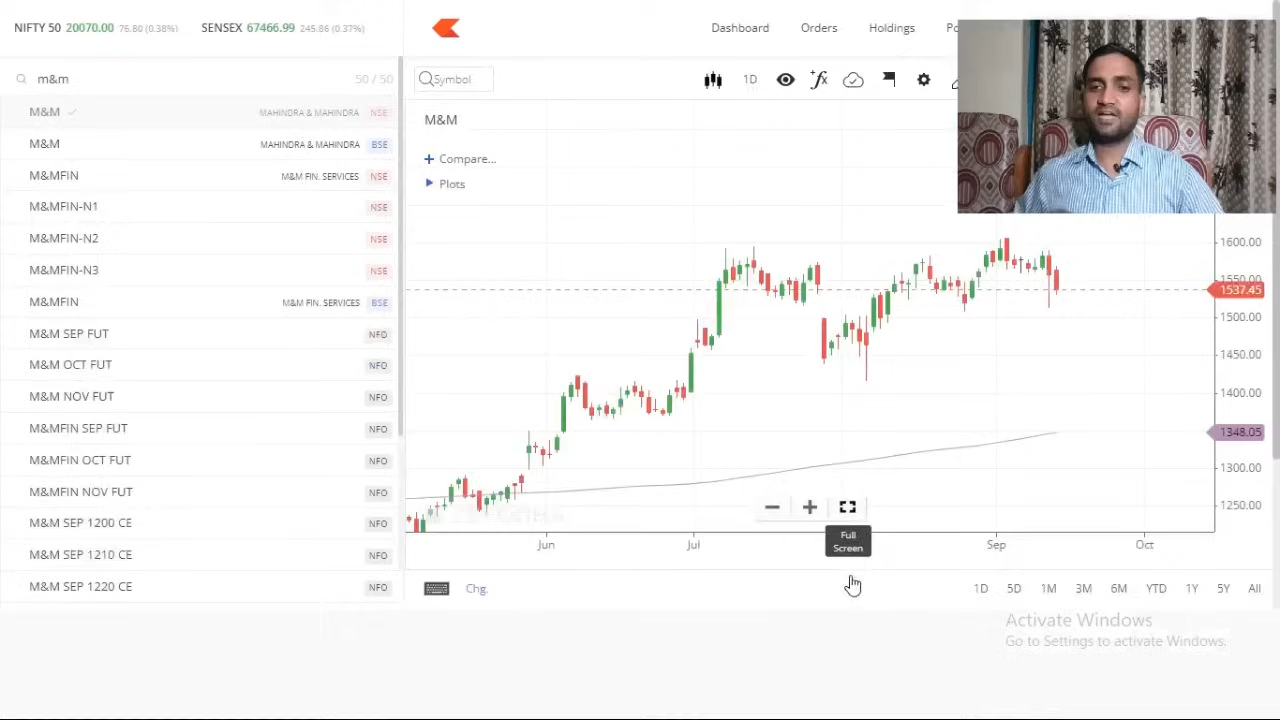 NIFTY 50 20070.00 76.80 (0.38%) SENSEX 67466.99 245.86 (0.37%)
Dashboard Orders Holdings
m&m 50 / 50
Symbol 1D
M&M MAHINDRA & MAHINDRA NSE
M&M MAHINDRA & MAHINDRA BSE
M&MFIN M&M FIN. SERVICES NSE
M&MFIN-N1 NSE
M&MFIN-N2 NSE
M&MFIN-N3 NSE
M&MFIN M&M FIN. SERVICES BSE
M&M SEP FUT NFO
M&M OCT FUT NFO
M&M NOV FUT NFO
M&MFIN SEP FUT NFO
M&MFIN OCT FUT NFO
M&MFIN NOV FUT NFO
M&M SEP 1200 CE NFO
M&M SEP 1210 CE NFO
M&M SEP 1220 CE NFO
M&M
Compare...
Plots
1600.00
1550.00
1537.45
1500.00
1450.00
1400.00
1348.05
1300.00
1250.00
Full
Screen
Jun Jul Sep Oct
Chg. 1D 5D 1M 3M 6M YTD 1Y 5Y All
Activate Windows
Go to Settings to activate Windows.